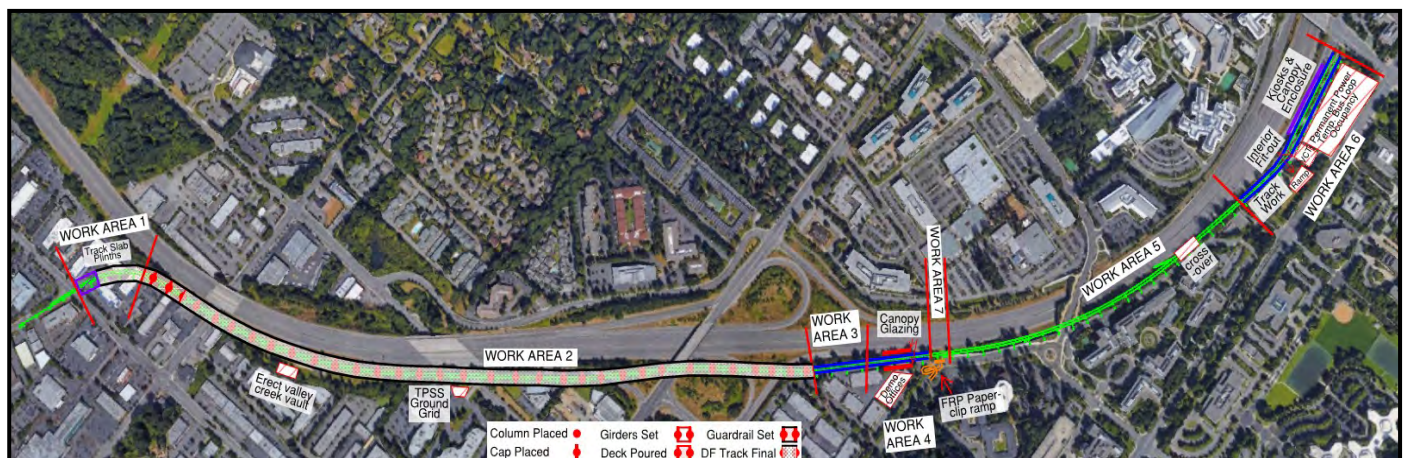 WORK AREA 1
Track Slab
Plinths
Erect valley
creek vault
WORK AREA 2
TPSS
Ground
Grid
WORK
AREA 3
Canopy
Glazing
Demo
Offices
WORK
AREA 4
WORK AREA 7
FRP Paper-
clip ramp
WORK AREA 5
cross
-over
Track
Work
Interior
Fit-out
Kiosks &
Canopy
Enclosure
Permanent Power
Temp. Bus Loop
Occupancy
Ramp
WORK AREA 6
Column Placed
Girders Set
Guardrail Set
Cap Placed
Deck Poured
DF Track Final